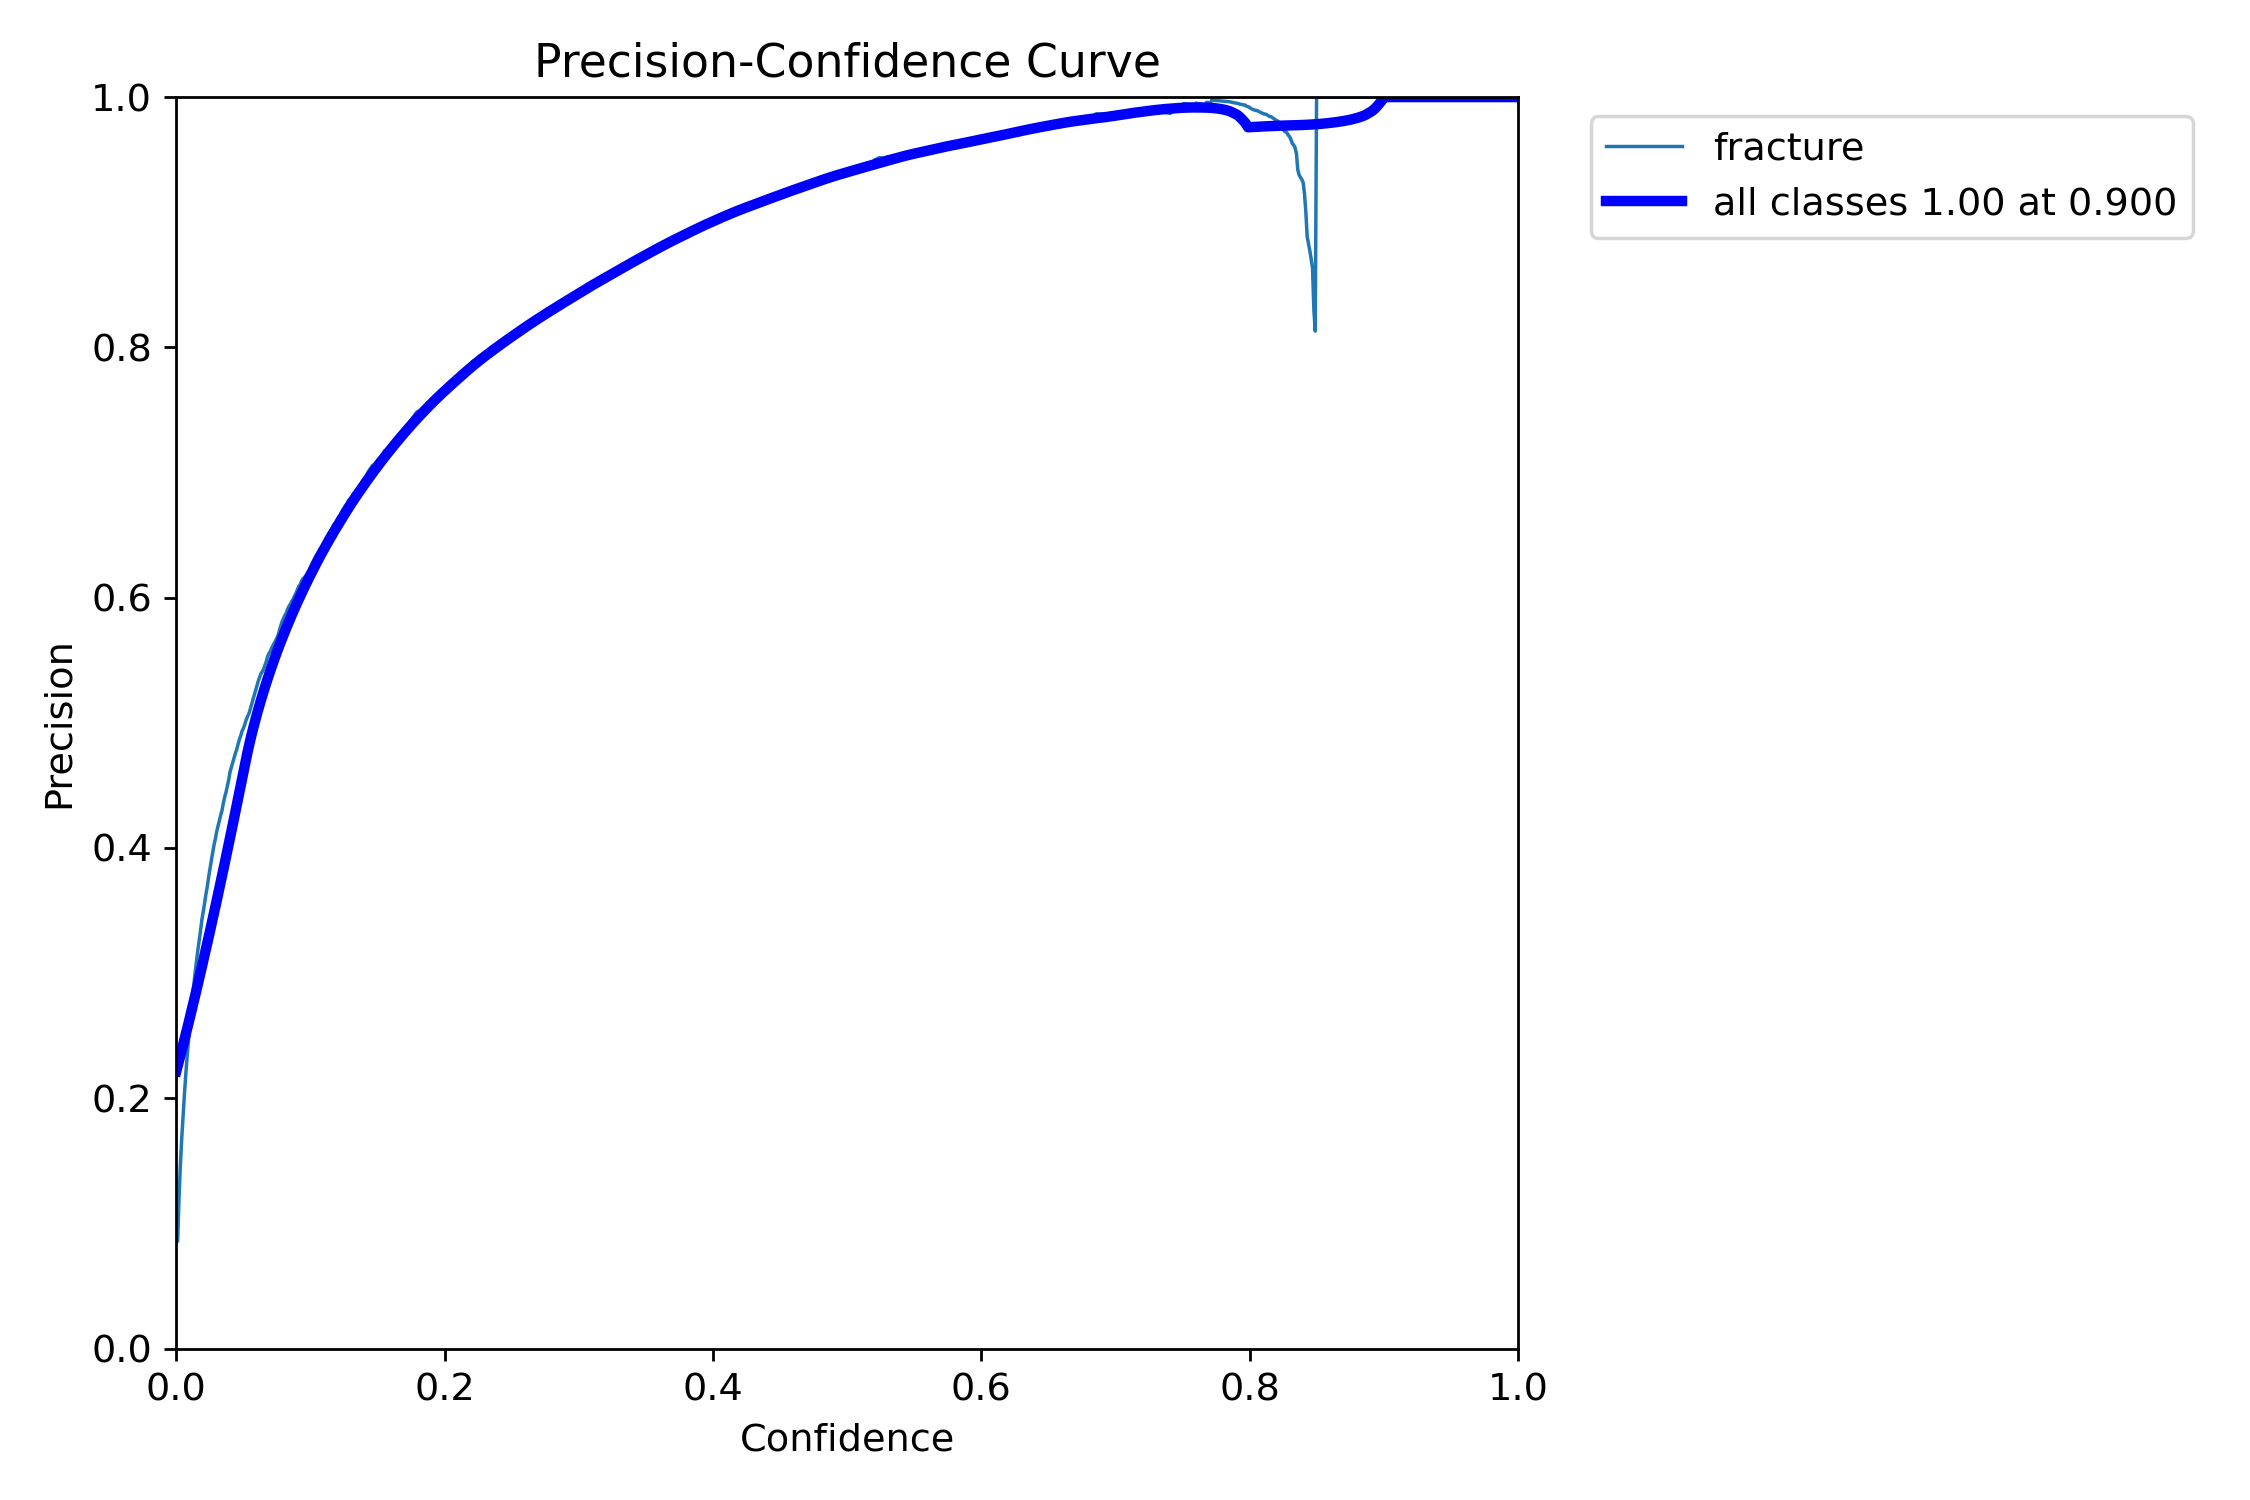 Precision-Confidence Curve
1.0
0.8
0.6
0.4
0.2
0.0
Precision
0.0 0.2 0.4 0.6 0.8 1.0
Confidence
fracture
all classes 1.00 at 0.900